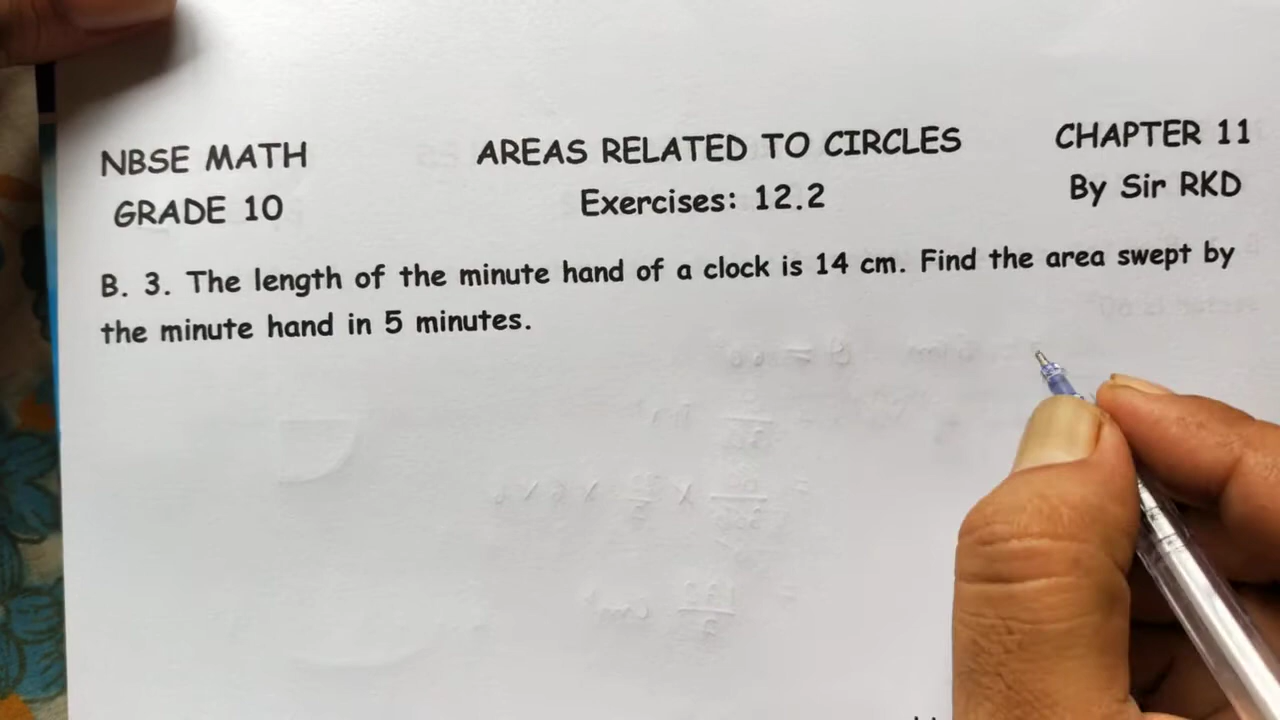 NBSE MATH AREAS RELATED TO CIRCLES CHAPTER 11
GRADE 10 Exercises: 12.2 By Sir RKD
B. 3. The length of the minute hand of a clock is 14 cm. Find the area swept by
the minute hand in 5 minutes.